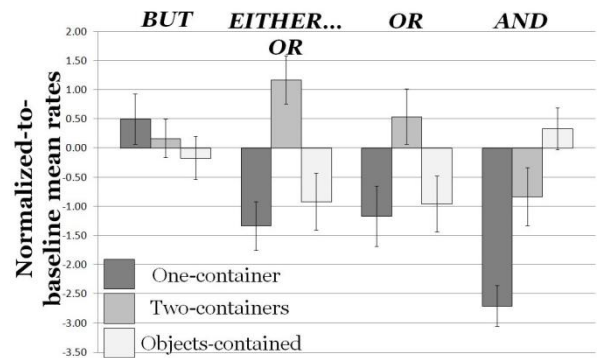 BUT EITHER... OR OR AND
Normalized-to-
baseline mean rates
2.00
1.50
1.00
0.50
0.00
-0.50
-1.00
-1.50
-2.00
-2.50
-3.00
-3.50
One-container
Two-containers
Objects-contained